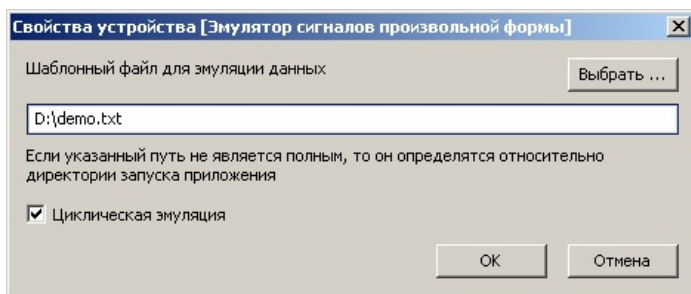 Свойства устройства [Эмулятор сигналов произвольной формы]
Шаблонный файл для эмуляции данных
Выбрать ...
D:\demo.txt
Если указанный путь не является полным, то он определятся относительно
директории запуска приложения
Циклическая эмуляция
OK
Отмена